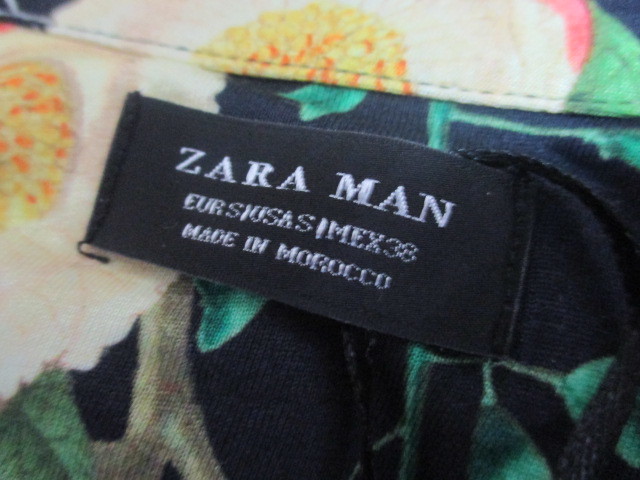 ZARA MAN
EUR S|USA S|MEX 38
MADE IN MOROCCO